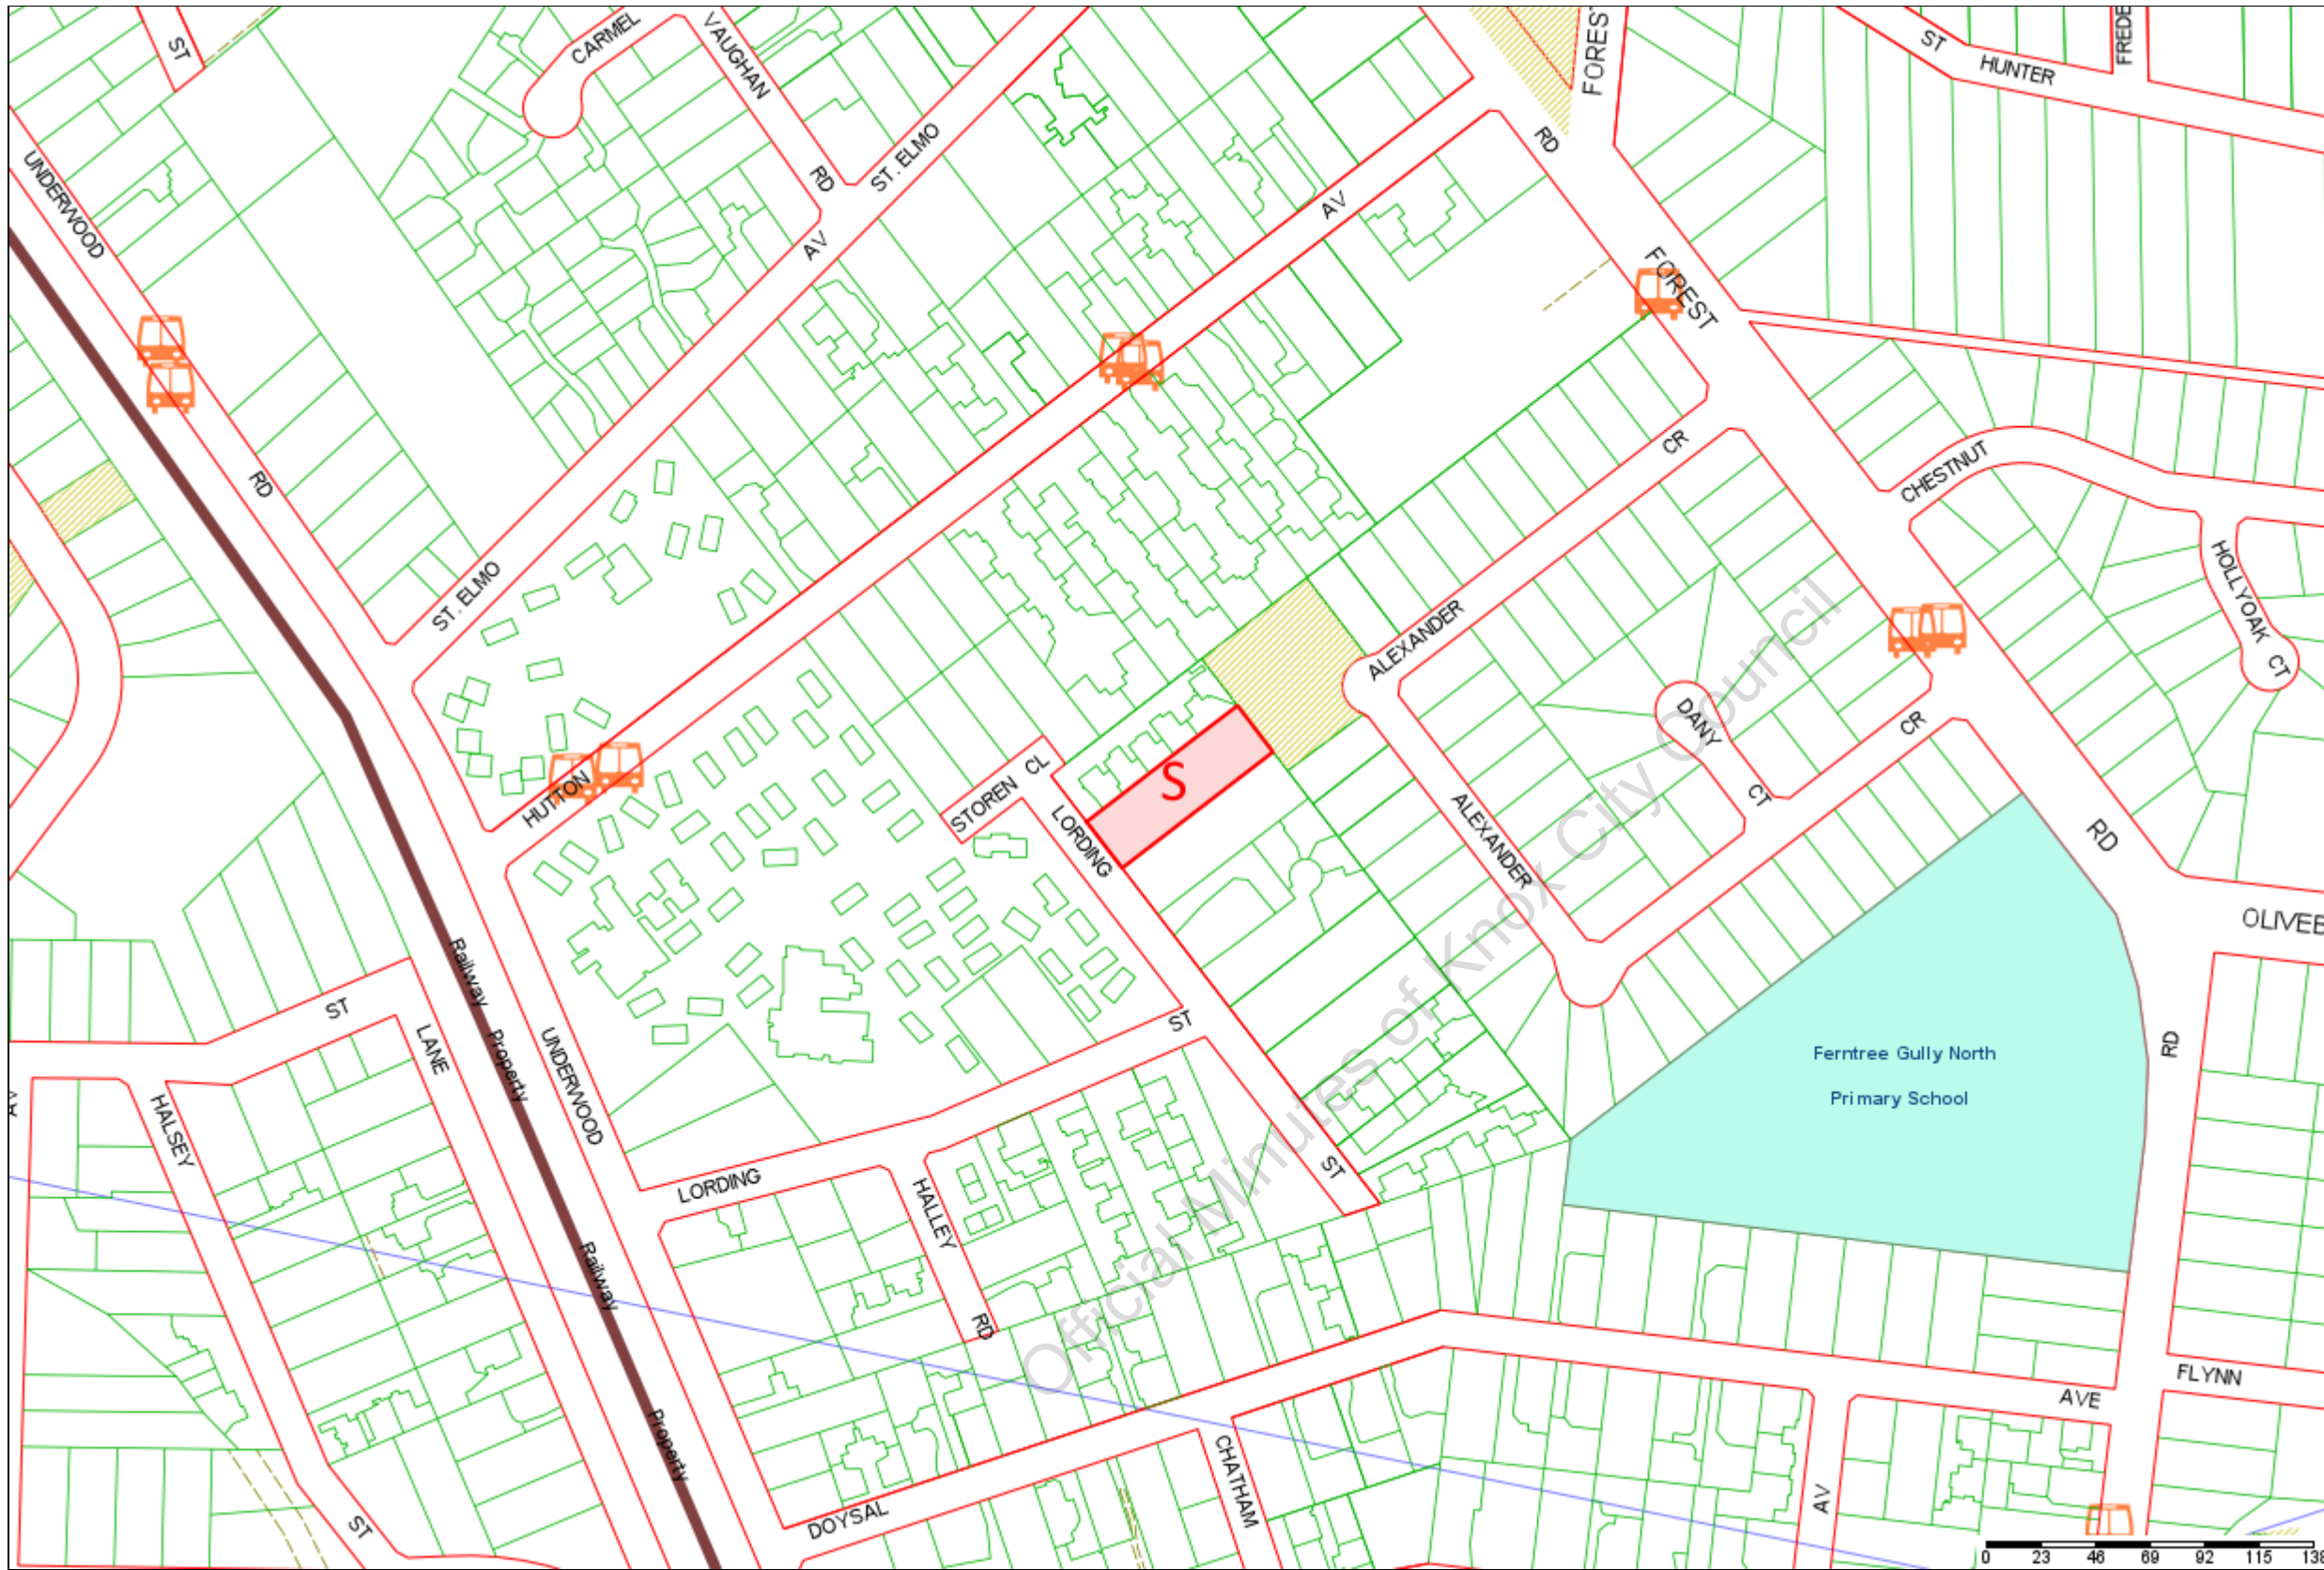 ST
CARMEL
VAUGHAN
RD
ST. ELMO
AV
FOREST
RD
ST
HUNTER
FREDE
UNDERWOOD
RD
AV
FOREST
CR
CHESTNUT
HOLLYOAK CT
ST. ELMO
ALEXANDER
DANY
CT
CR
HUTTON
STOREN CL
S
LORDING
ALEXANDER
RD
OLIVEB
Railway Property
ST
LANE
UNDERWOOD
ST
Ferntree Gully North
Primary School
RD
AV
HALSEY
LORDING
HALLEY
RD
ST
Railway Property
AVE
FLYNN
DOYSAL
CHATHAM
AV
ST
0 23 46 69 92 115 138
Official Minutes of Knox City Council